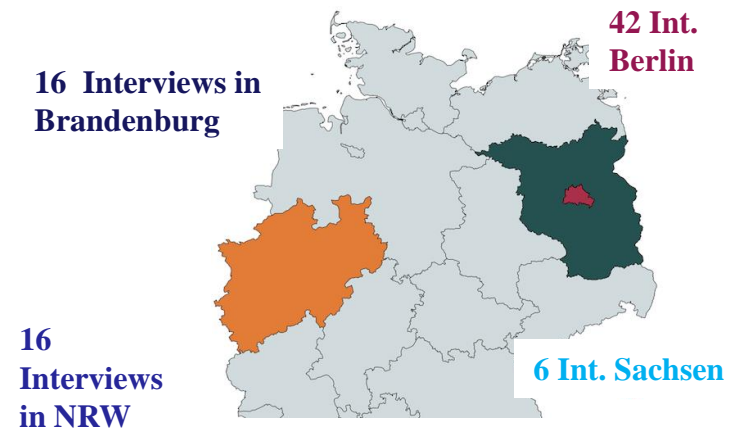 42 Int.
Berlin
16 Interviews in
Brandenburg
16
Interviews
in NRW
6 Int. Sachsen